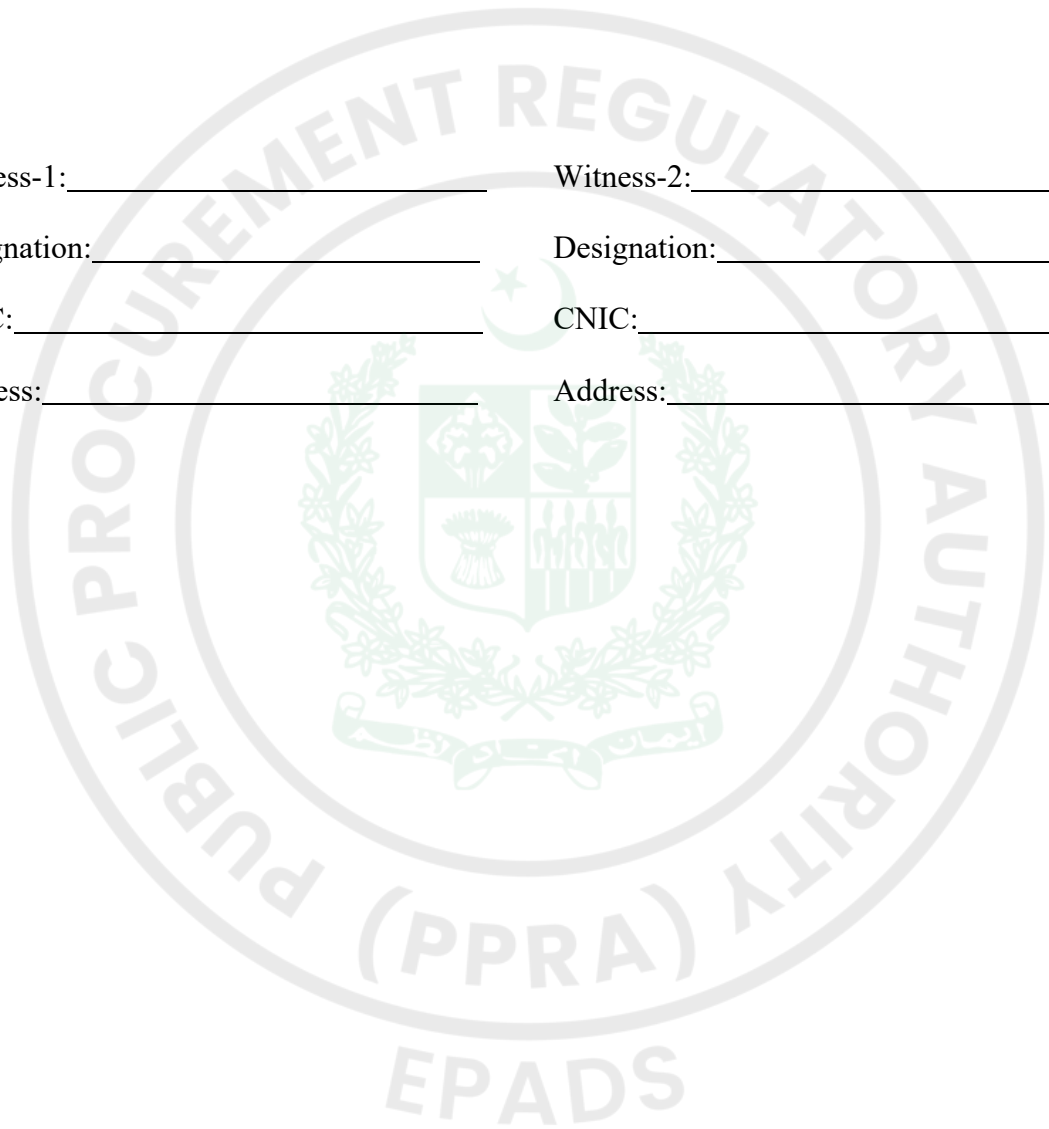 ess-1: Witness-2:
gnation: Designation:
C: CNIC:
ess: Address:
PUBLIC PROCUREMENT REGULATORY AUTHORITY
(PPRA)
EPADS